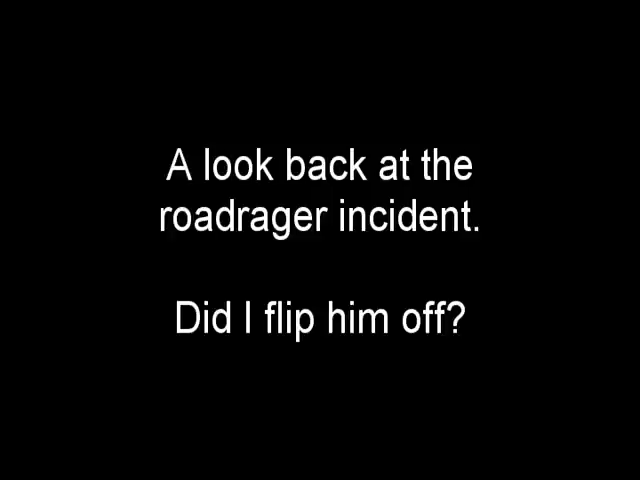 A look back at the
roadrager incident.
Did I flip him off?